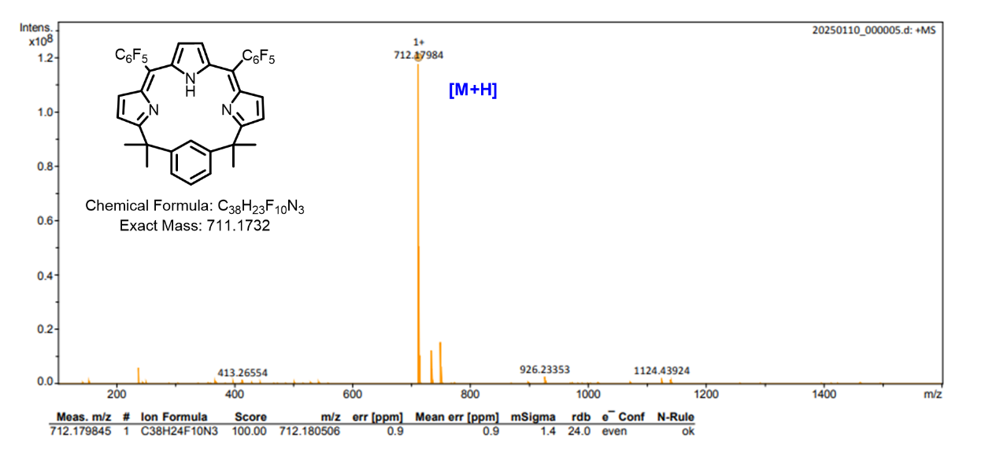 Intens.
x10⁸
20250110_000005.d: +MS
1+
712.17984
[M+H]
C₆F₅
C₆F₅
N
H
N
N
Chemical Formula: C₃₈H₂₃F₁₀N₃
Exact Mass: 711.1732
1.2
1.0
0.8
0.6
0.4
0.2
0.0
413.26554
926.23353
1124.43924
200 400 600 800 1000 1200 1400 m/z
Meas. m/z # Ion Formula Score m/z err [ppm] Mean err [ppm] mSigma rdb e⁻ Conf N-Rule
712.179845 1 C38H24F10N3 100.00 712.180506 0.9 0.9 1.4 24.0 even ok